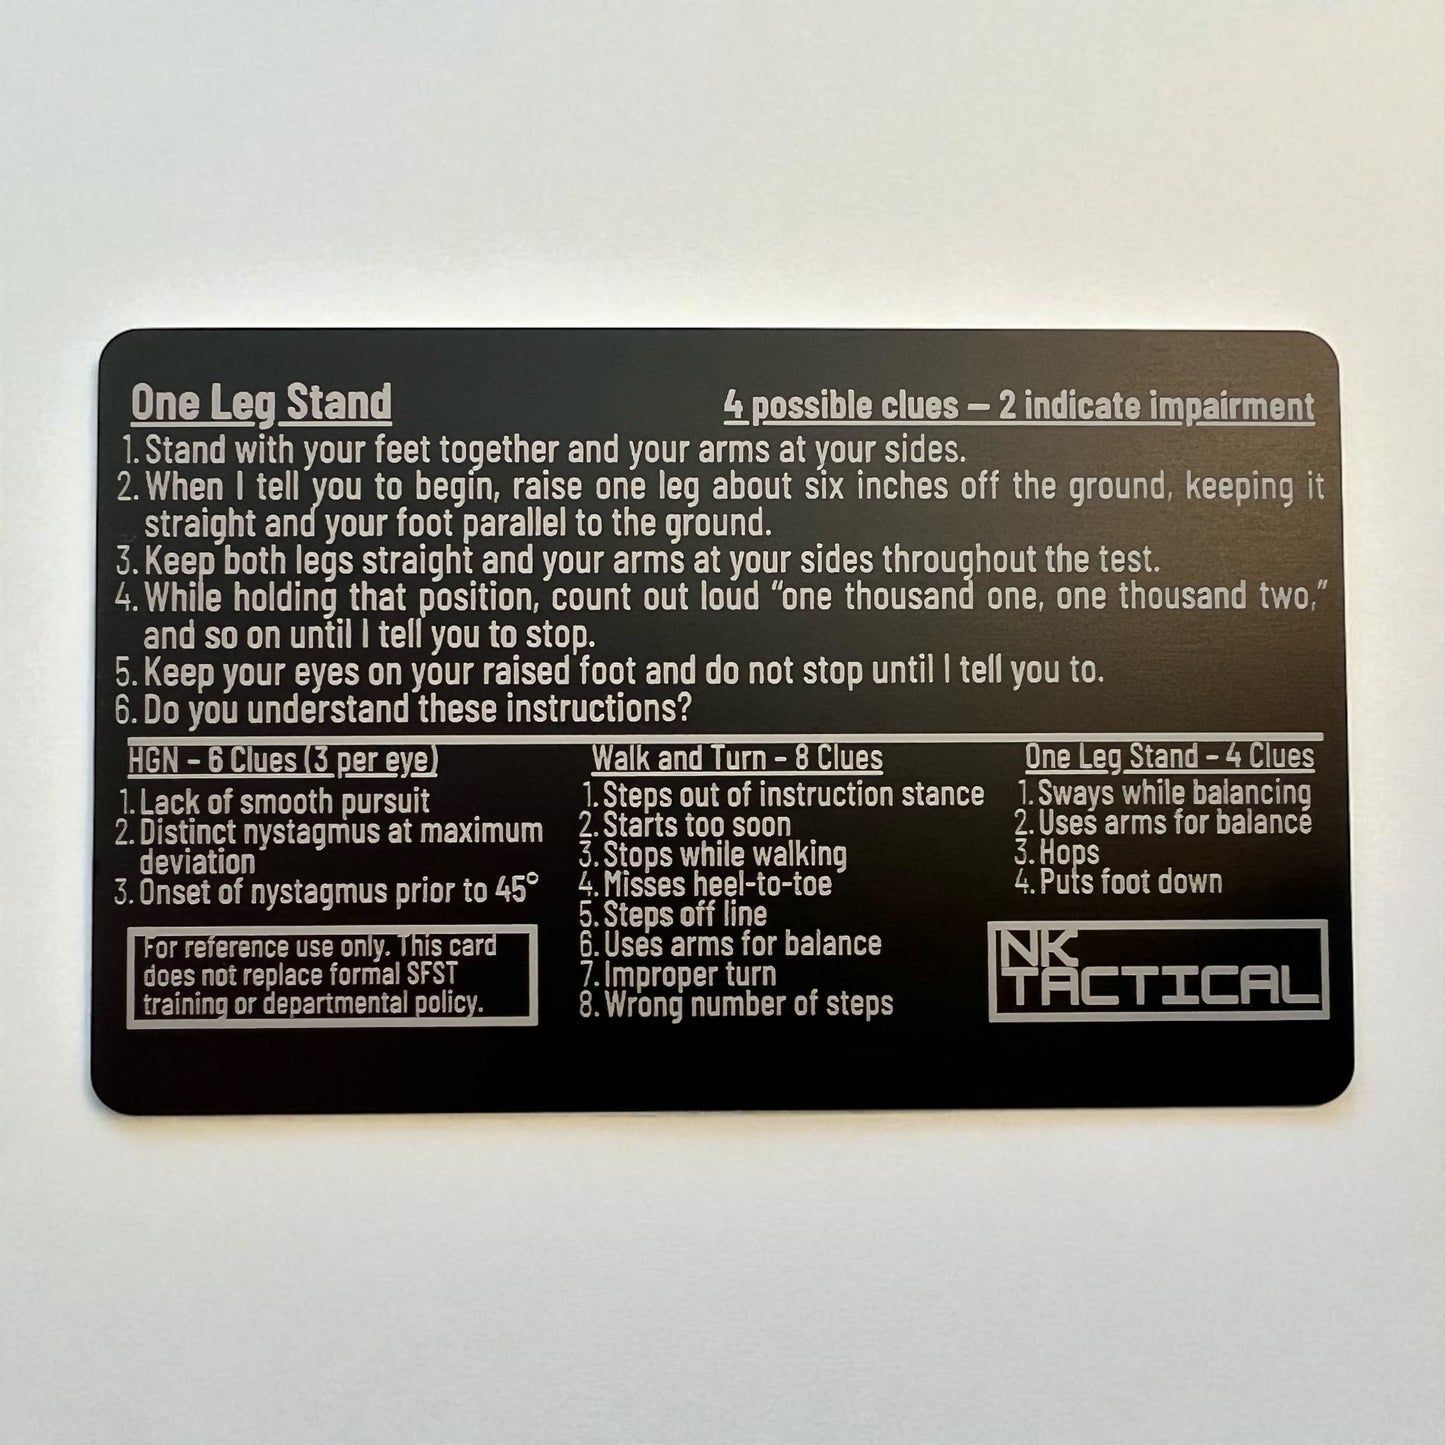 One Leg Stand
4 possible clues – 2 indicate impairment
1. Stand with your feet together and your arms at your sides.
2. When I tell you to begin, raise one leg about six inches off the ground, keeping it
straight and your foot parallel to the ground.
3. Keep both legs straight and your arms at your sides throughout the test.
4. While holding that position, count out loud “one thousand one, one thousand two,”
and so on until I tell you to stop.
5. Keep your eyes on your raised foot and do not stop until I tell you to.
6. Do you understand these instructions?
HGN - 6 Clues (3 per eye)
1. Lack of smooth pursuit
2. Distinct nystagmus at maximum
deviation
3. Onset of nystagmus prior to 45°
For reference use only. This card
does not replace formal SFST
training or departmental policy.
Walk and Turn - 8 Clues
1. Steps out of instruction stance
2. Starts too soon
3. Stops while walking
4. Misses heel-to-toe
5. Steps off line
6. Uses arms for balance
7. Improper turn
8. Wrong number of steps
One Leg Stand - 4 Clues
1. Sways while balancing
2. Uses arms for balance
3. Hops
4. Puts foot down
NK
TACTICAL